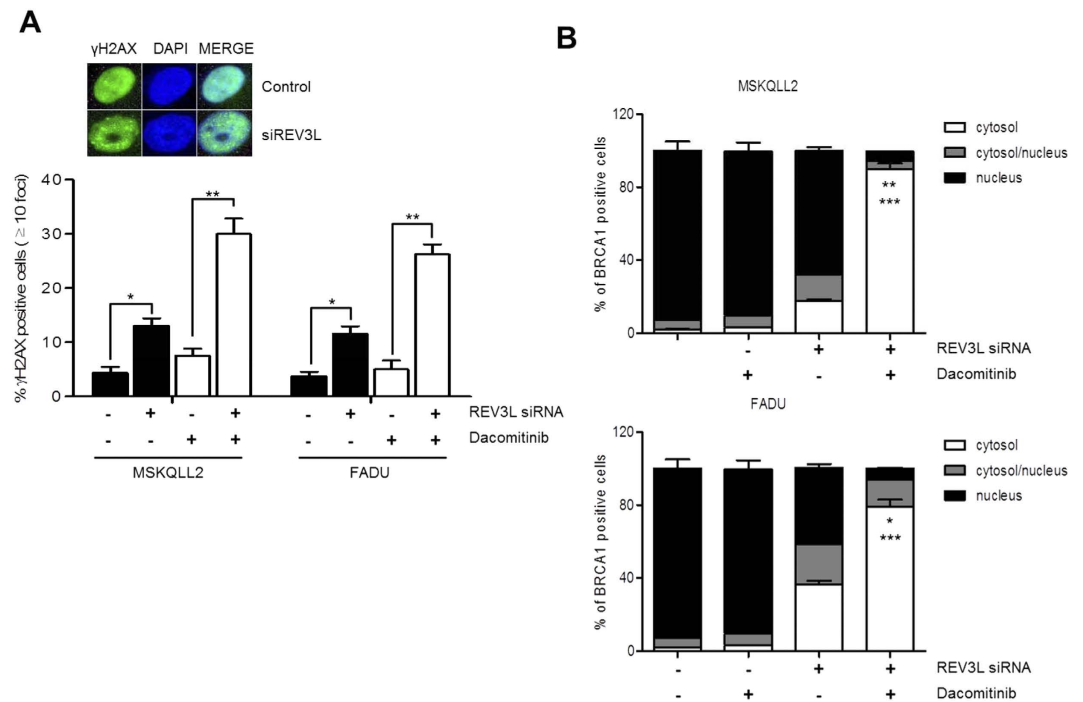 A
γH2AX DAPI MERGE
Control
siREV3L
% γH2AX positive cells ( ≥ 10 foci)
40
30
20
10
0
*
**
*
**
- + - + - + - + REV3L siRNA
- - + + - - + + Dacomitinib
MSKQLL2 FADU
B
MSKQLL2
% of BRCA1 positive cells
120
80
40
0
cytosol
cytosol/nucleus
nucleus
**
***
- + + REV3L siRNA
+ - + Dacomitinib
FADU
% of BRCA1 positive cells
120
80
40
0
cytosol
cytosol/nucleus
nucleus
*
***
- - + + REV3L siRNA
- + - + Dacomitinib